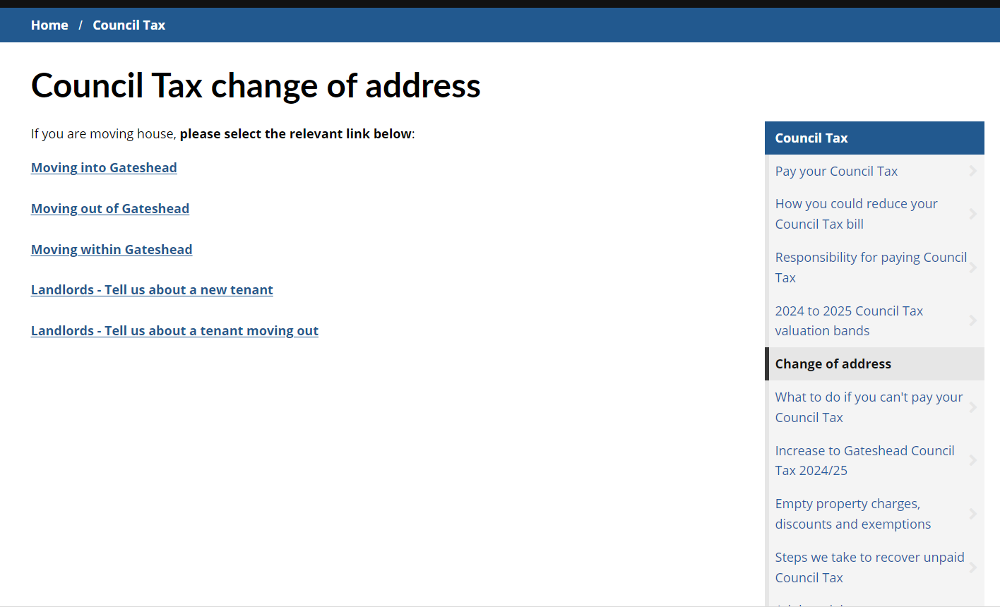 Home / Council Tax
Council Tax change of address
If you are moving house, please select the relevant link below:
Moving into Gateshead
Moving out of Gateshead
Moving within Gateshead
Landlords - Tell us about a new tenant
Landlords - Tell us about a tenant moving out
Council Tax
Pay your Council Tax
How you could reduce your
Council Tax bill
Responsibility for paying Council
Tax
2024 to 2025 Council Tax
valuation bands
Change of address
What to do if you can't pay your
Council Tax
Increase to Gateshead Council
Tax 2024/25
Empty property charges,
discounts and exemptions
Steps we take to recover unpaid
Council Tax